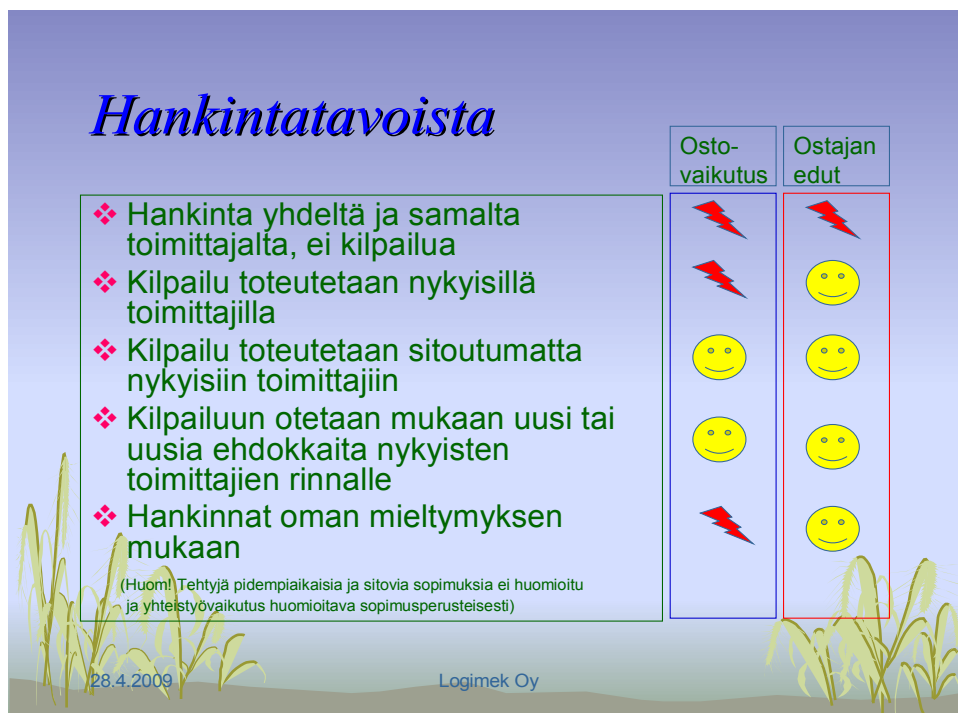 Hankintatavoista
Osto-
vaikutus
Ostajan
edut
Hankinta yhdeltä ja samalta
toimittajalta, ei kilpailua
Kilpailu toteutetaan nykyisillä
toimittajilla
Kilpailu toteutetaan sitoutumatta
nykyisiin toimittajiin
Kilpailuun otetaan mukaan uusi tai
uusia ehdokkaita nykyisten
toimittajien rinnalle
Hankinnat oman mieltymyksen
mukaan
(Huom! Tehtyjä pidempiaikaisia ja sitovia sopimuksia ei huomioitu
ja yhteistyövaikutus huomioitava sopimusperusteisesti)
28.4.2009
Logimek Oy